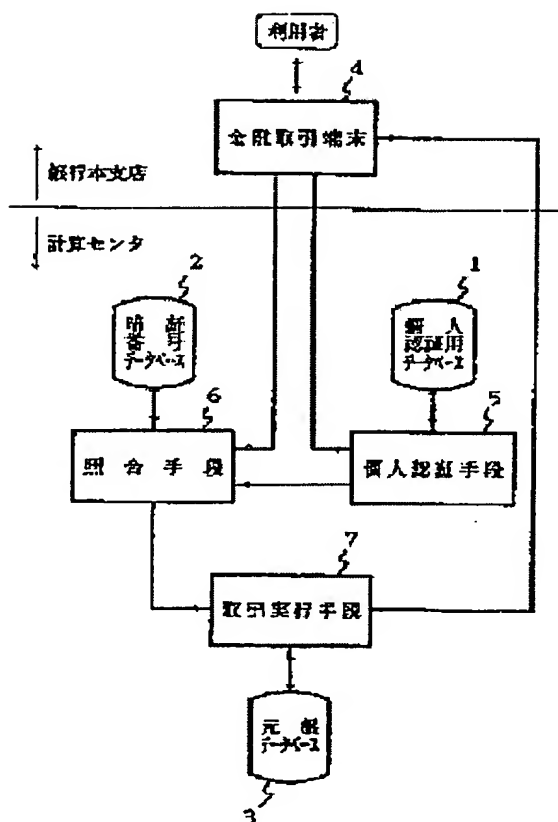 利用者
4
金融取引端末
銀行本支店
計算センタ
2
1
暗証
番号
データベース
個人
認証用
データベース
6
5
照合手段
個人認証手段
7
取引実行手段
元帳
データベース
3